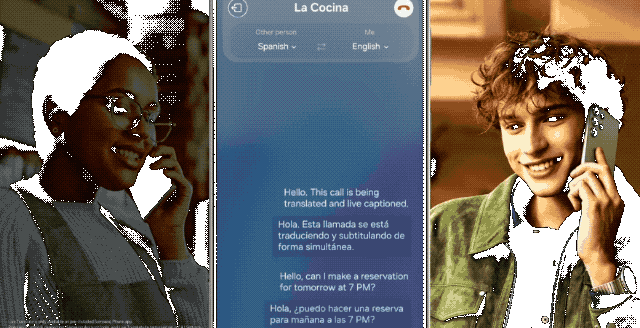 La Cocina
Other person
Me
Spanish
English
Hello. This call is being
translated and live captioned.
Hola. Esta llamada se está
traduciendo y subtitulando de
forma simultánea.
Hello, can I make a reservation
for tomorrow at 7 PM?
Hola, ¿puedo hacer una reserva
para mañana a las 7 PM?